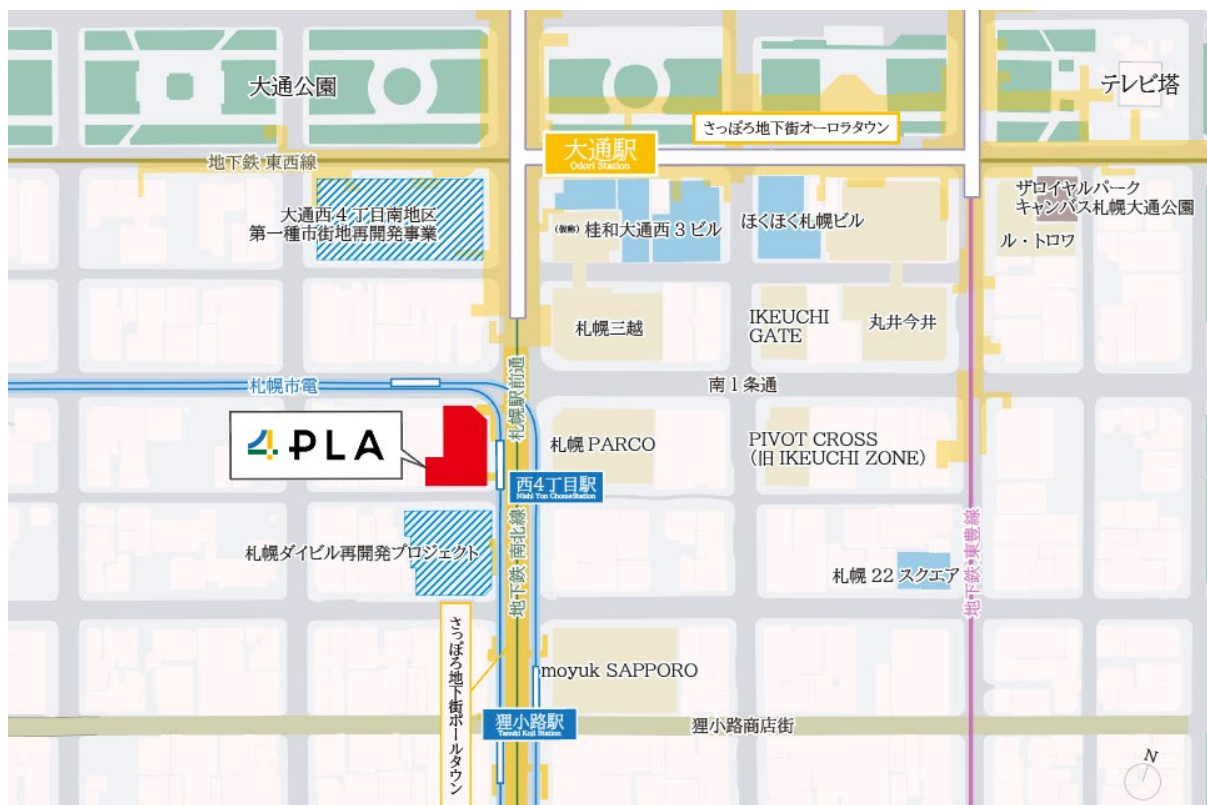 大通公園
テレビ塔
さっぽろ地下街オーロラタウン
大通駅
Odori Station
地下鉄 東西線
大通西4丁目南地区
第一種市街地再開発事業
(仮称) 桂和大通西3ビル
ほくほく札幌ビル
ザロイヤルパーク
キャンバス札幌大通公園
ル・トロワ
札幌三越
IKEUCHI
GATE
丸井今井
札幌市電
札幌駅前通
南1条通
4 PLA
札幌 PARCO
PIVOT CROSS
(旧 IKEUCHI ZONE)
西4丁目駅
Nishi Yon ChomeStation
札幌ダイビル再開発プロジェクト
地下鉄 南北線
地下鉄 東豊線
札幌22スクエア
さっぽろ地下街ポールタウン
moyuk SAPPORO
狸小路駅
Tanuki Koji Station
狸小路商店街
N